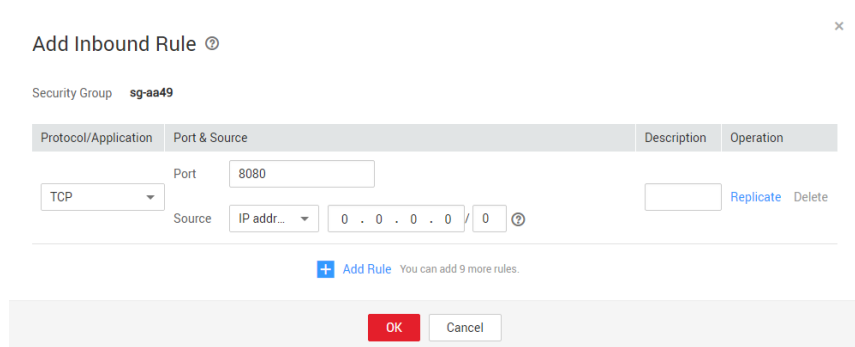 ×
Add Inbound Rule ?
Security Group sg-aa49
Protocol/Application Port & Source Description Operation
Port 8080
TCP Replicate Delete
Source IP addr... 0 . 0 . 0 . 0 / 0 ?
+ Add Rule You can add 9 more rules.
OK Cancel